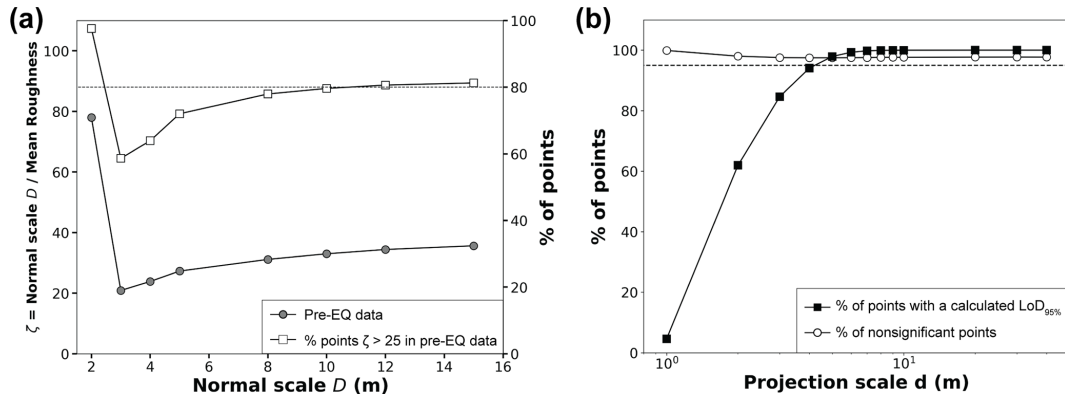 (a)
ζ = Normal scale D / Mean Roughness
100
80
60
40
20
0
100
80
60
40
20
0
% of points
Pre-EQ data
% points ζ > 25 in pre-EQ data
2 4 6 8 10 12 14 16
Normal scale D (m)
(b)
% of points
100
80
60
40
20
0
% of points with a calculated LoD95%
% of nonsignificant points
10⁰ 10¹
Projection scale d (m)